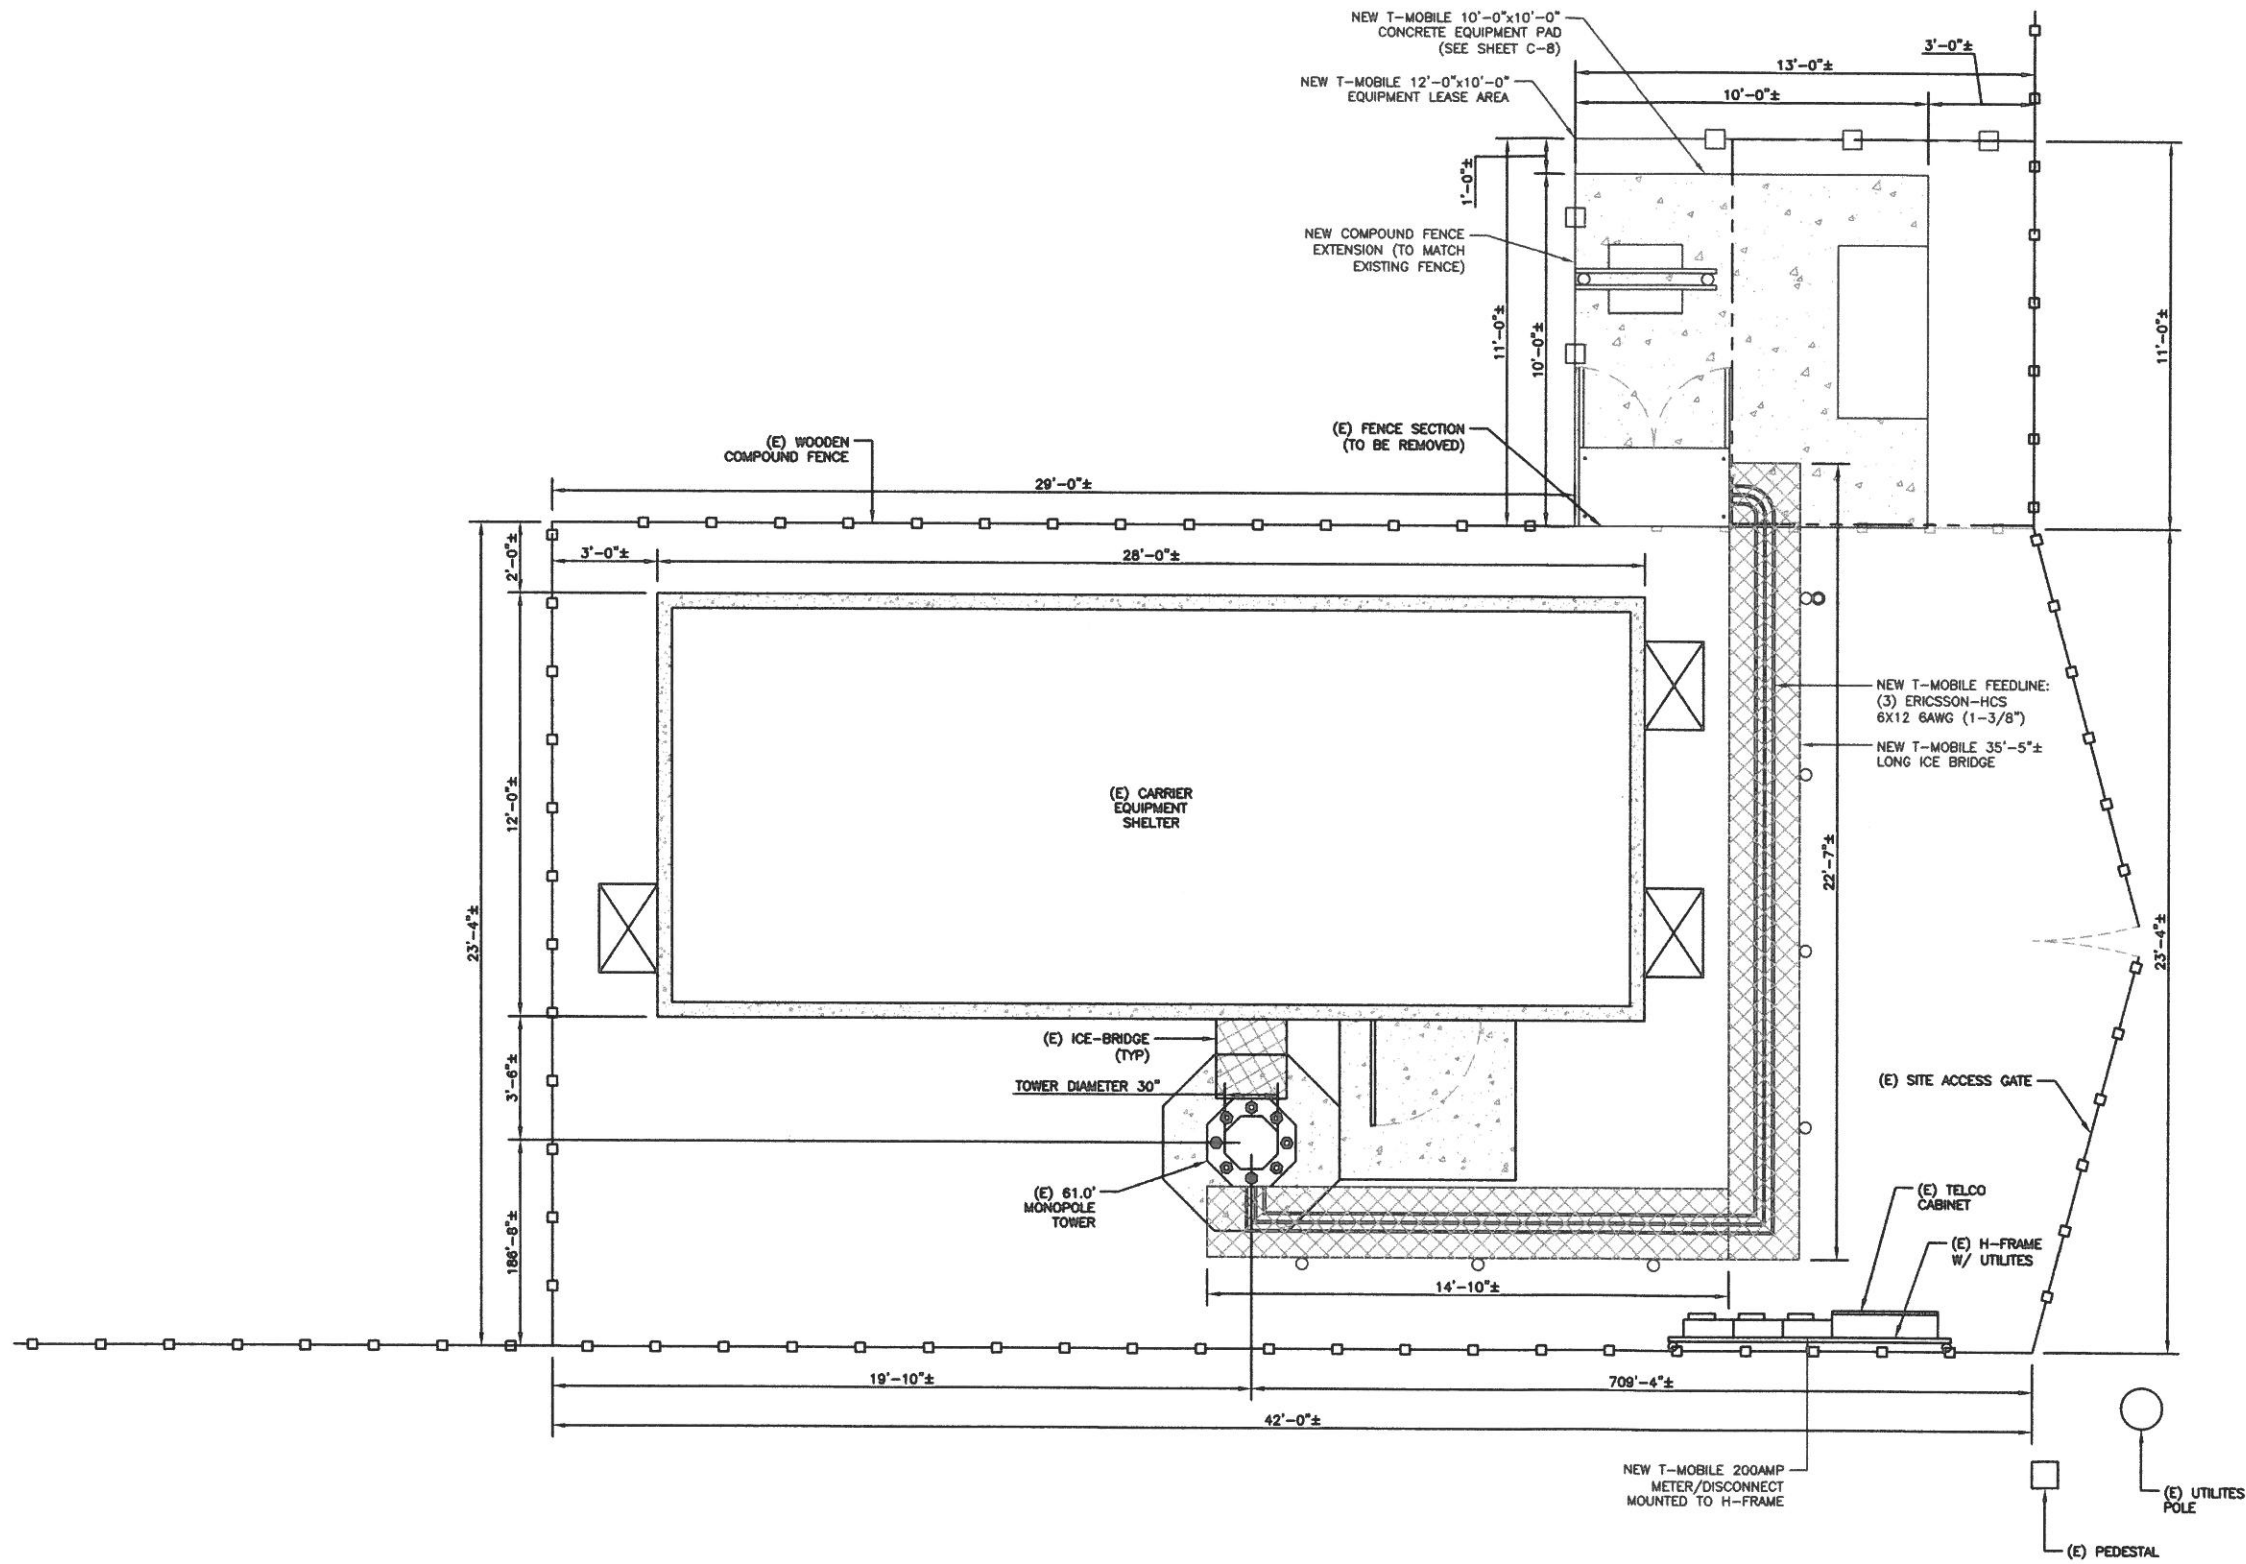 NEW T-MOBILE 10'-0"x10'-0"
CONCRETE EQUIPMENT PAD
(SEE SHEET C-8)
3'-0"±
13'-0"±
NEW T-MOBILE 12'-0"x10'-0"
EQUIPMENT LEASE AREA
10'-0"±
1'-0"±
NEW COMPOUND FENCE
EXTENSION (TO MATCH
EXISTING FENCE)
11'-0"±
10'-0"±
11'-0"±
(E) FENCE SECTION
(TO BE REMOVED)
(E) WOODEN
COMPOUND FENCE
29'-0"±
2'-0"±
3'-0"±
28'-0"±
NEW T-MOBILE FEEDLINE:
(3) ERICSSON-HCS
6X12 6AWG (1-3/8")
NEW T-MOBILE 35'-5"±
LONG ICE BRIDGE
(E) CARRIER
EQUIPMENT
SHELTER
12'-0"±
22'-7"±
23'-4"±
23'-4"±
(E) ICE-BRIDGE
(TYP)
3'-6"±
TOWER DIAMETER 30"
(E) SITE ACCESS GATE
(E) 61.0'
MONOPOLE
TOWER
(E) TELCO
CABINET
186'-8"±
(E) H-FRAME
W/ UTILITES
14'-10"±
19'-10"±
709'-4"±
42'-0"±
NEW T-MOBILE 200AMP
METER/DISCONNECT
MOUNTED TO H-FRAME
(E) UTILITES
POLE
(E) PEDESTAL